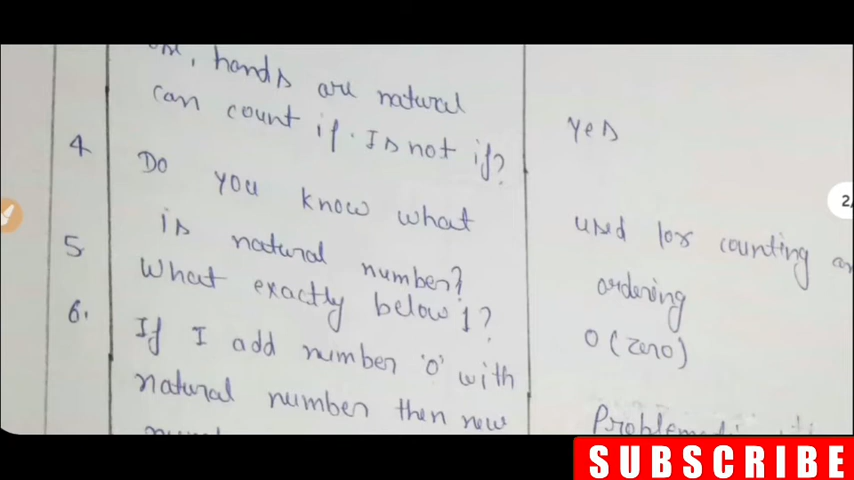 hands are natural
can count it. Is not it?
yes
4
Do you know what
is natural number?
used for counting
ordering
5
What exactly below 1?
0 (zero)
6.
If I add number '0' with
natural number then new
2/
SUBSCRIBE